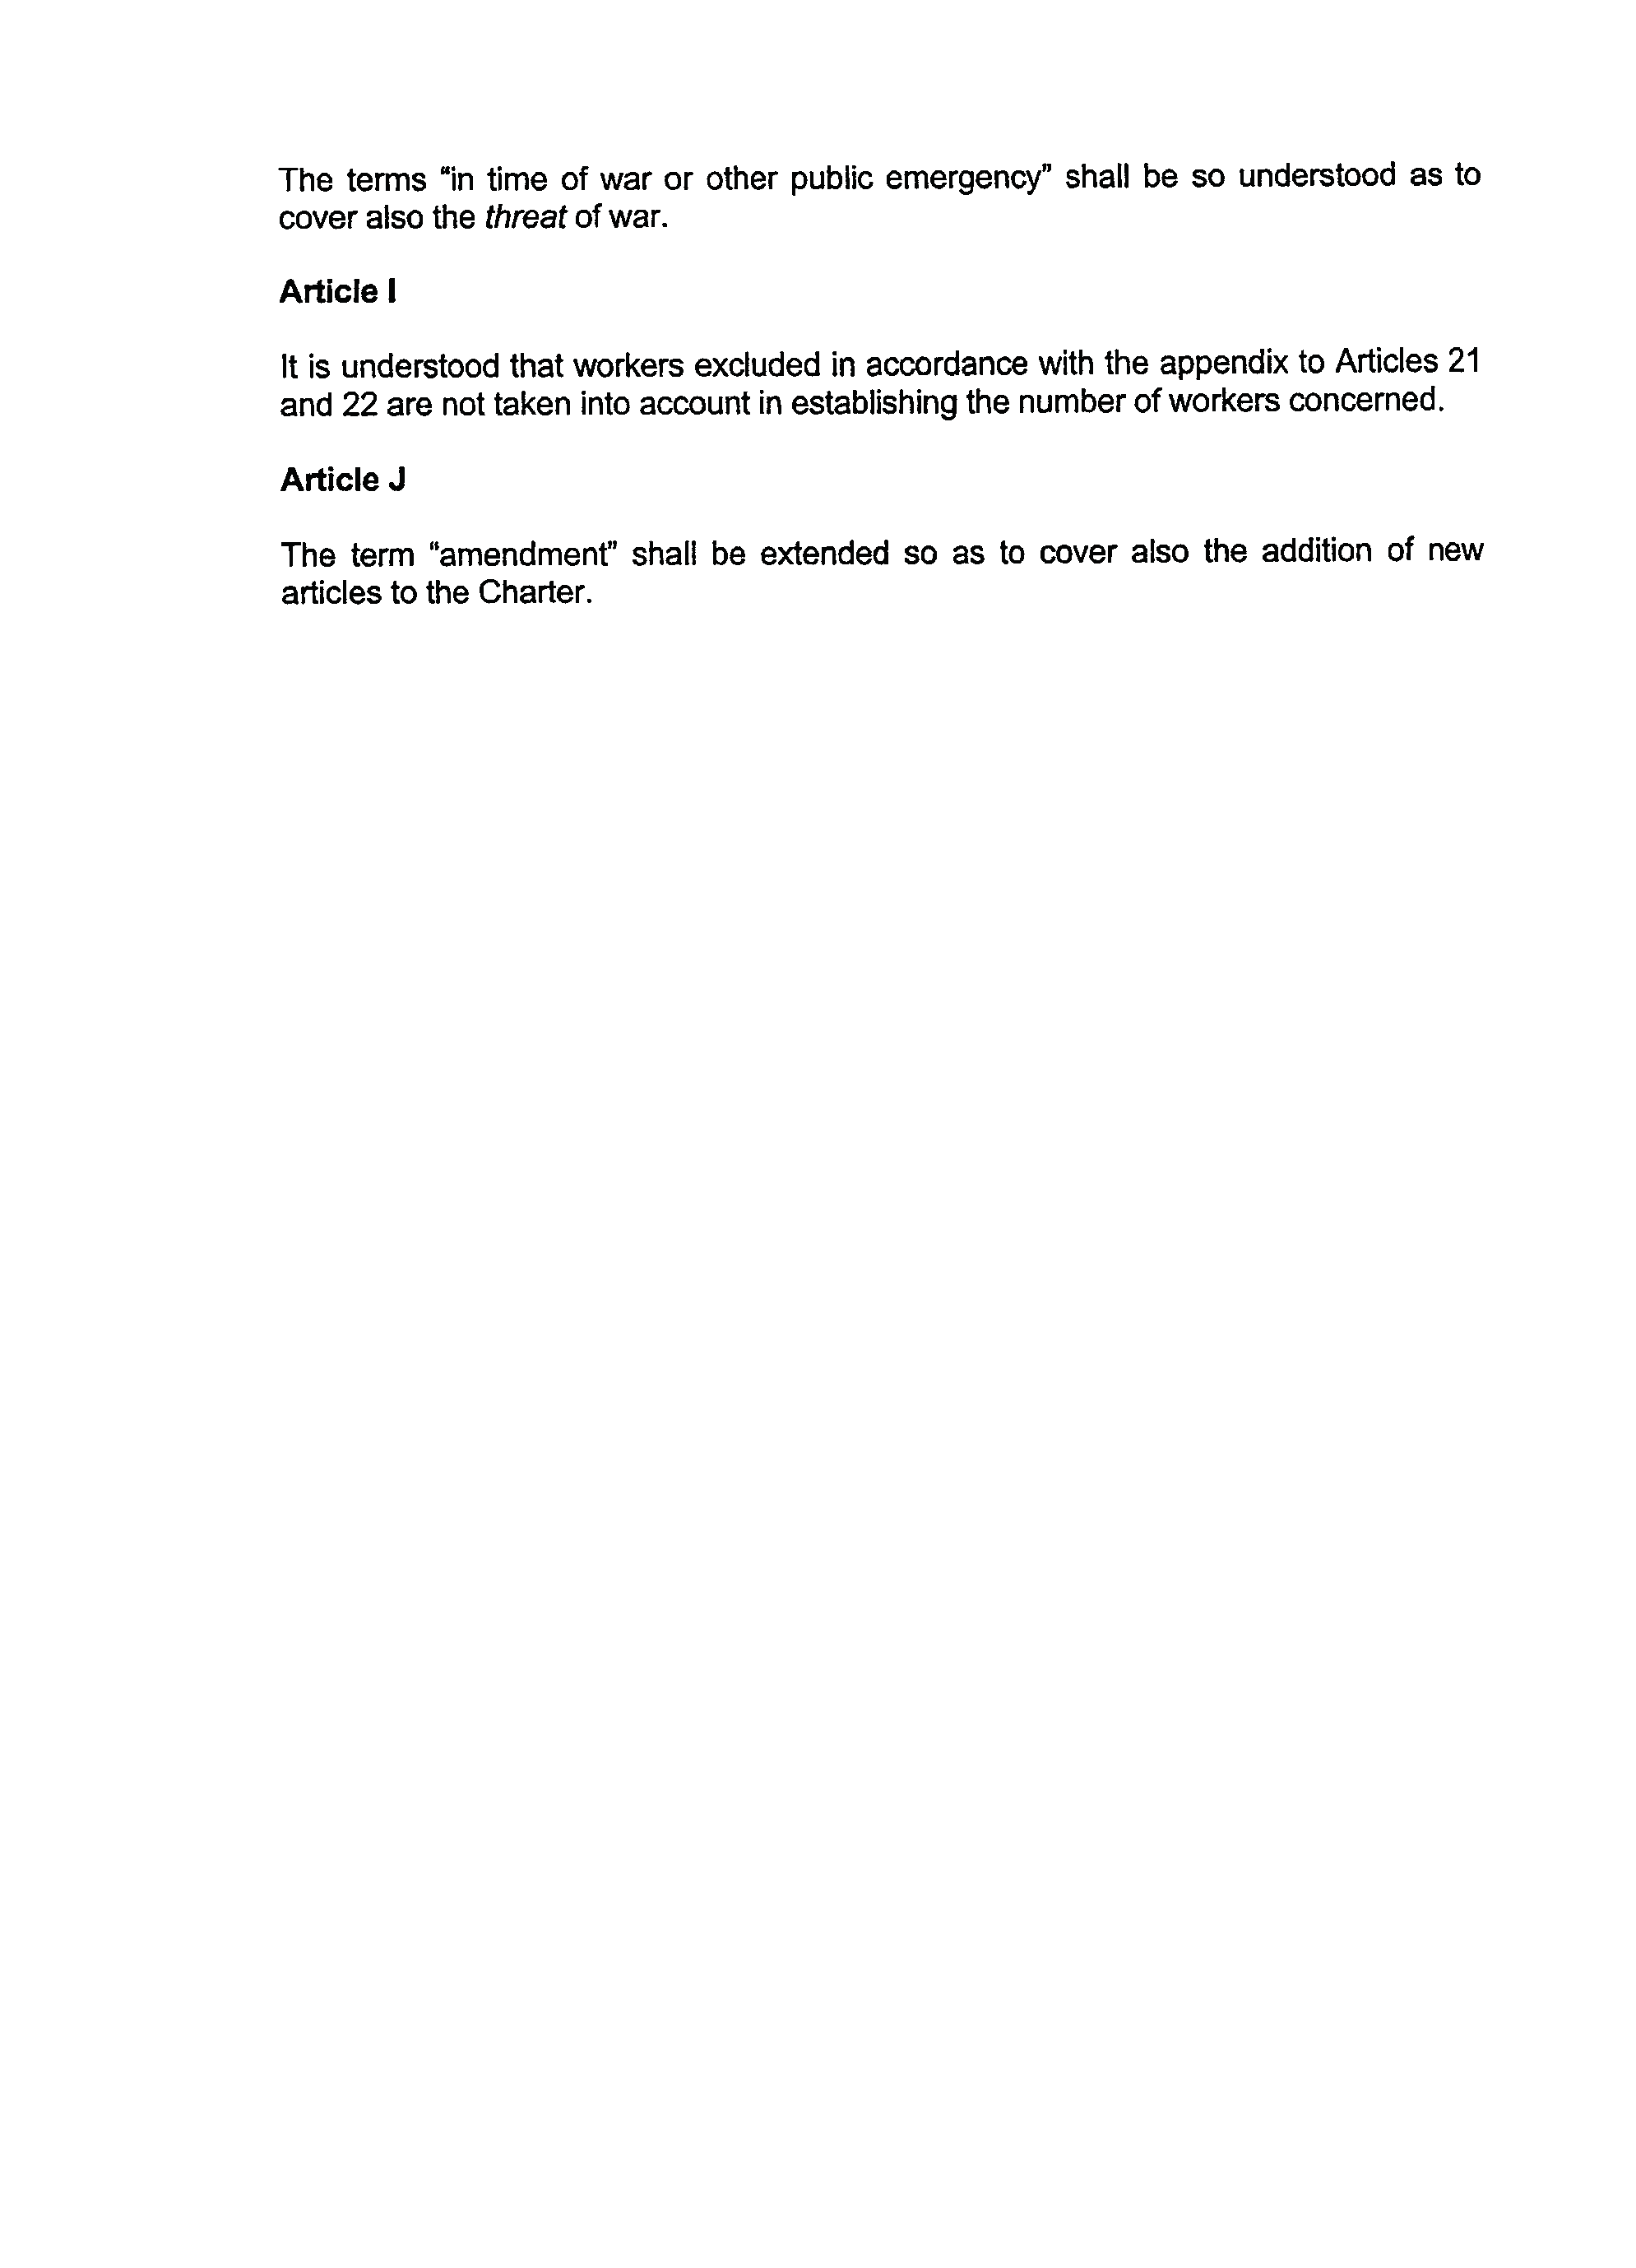 The terms “in time of war or other public emergency” shall be so understood as to
cover also the threat of war.
Article I
It is understood that workers excluded in accordance with the appendix to Articles 21
and 22 are not taken into account in establishing the number of workers concerned.
Article J
The term “amendment” shall be extended so as to cover also the addition of new
articles to the Charter.